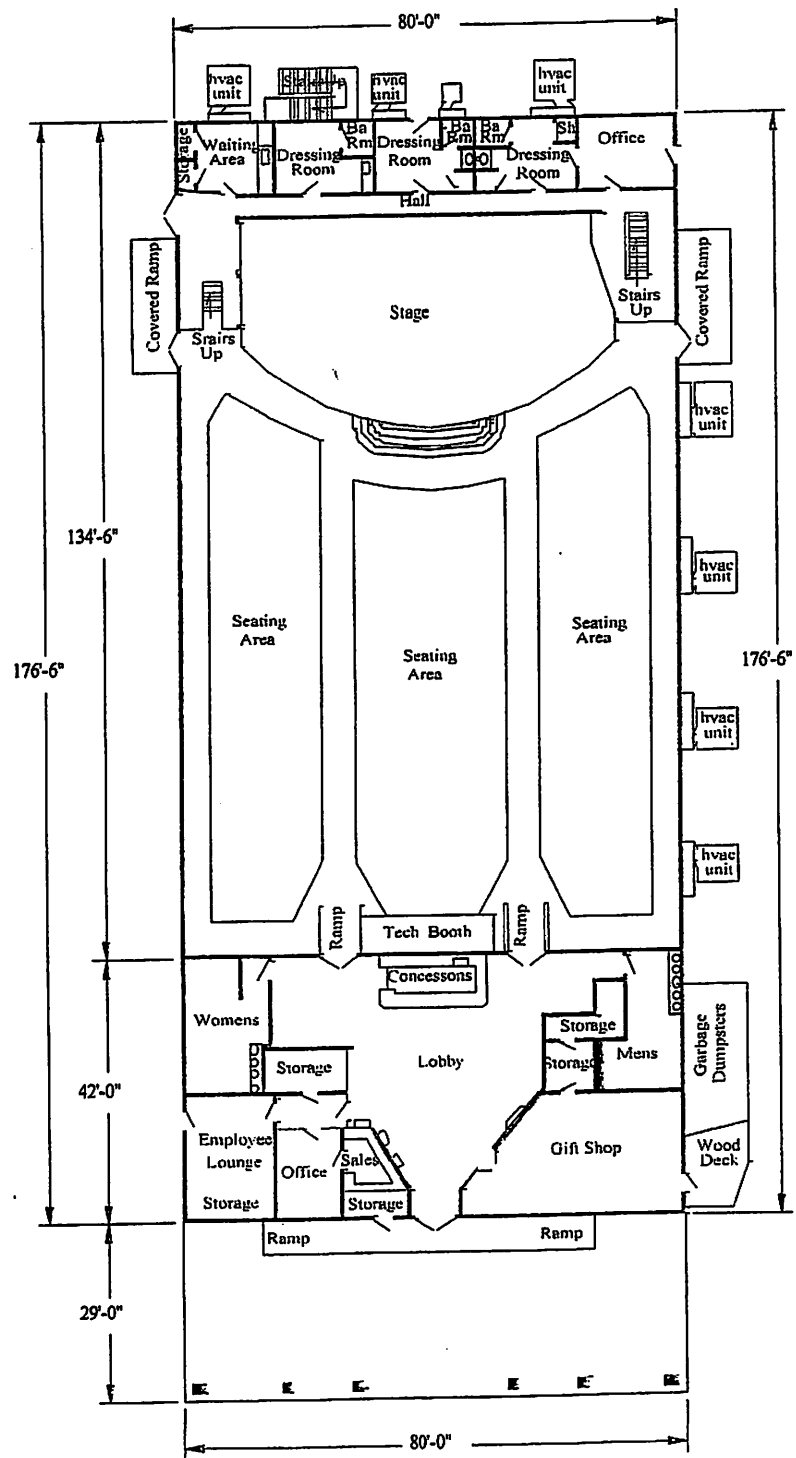 80'-0"
hvac
unit
Stairs Up
hvac
unit
hvac
unit
Storage
Waiting
Area
Dressing
Room
Ba
Rm
Dressing
Room
Ba
Rm
Ba
Rm
Dressing
Room
Sh
Office
Hall
Covered Ramp
Srairs
Up
Stage
Stairs
Up
Covered Ramp
hvac
unit
134'-6"
hvac
unit
176'-6"
Seating
Area
Seating
Area
Seating
Area
176'-6"
hvac
unit
hvac
unit
Ramp
Tech Booth
Ramp
Concessons
Womens
Storage
Lobby
Storage
Storage
Mens
Garbage
Dumpsters
42'-0"
Employee
Lounge
Storage
Office
Sales
Storage
Gift Shop
Wood
Deck
Ramp
Ramp
29'-0"
80'-0"